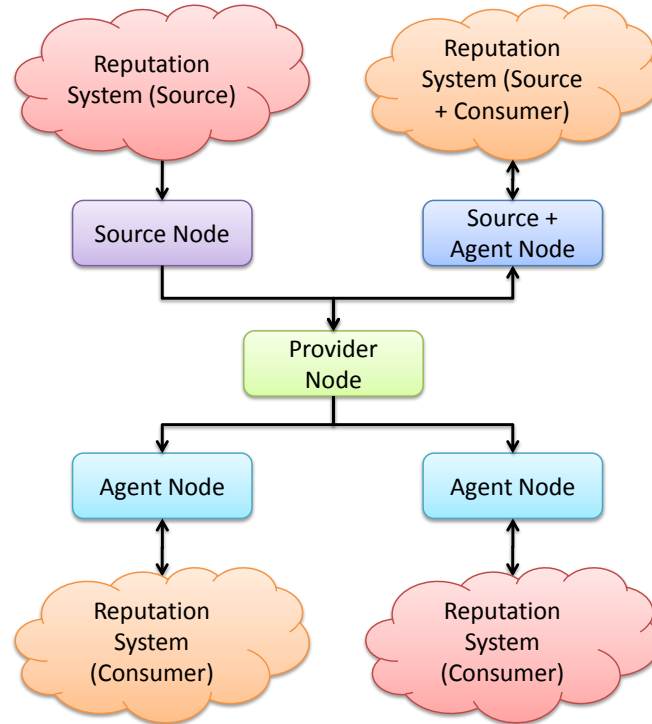 Reputation
System (Source)
Reputation
System (Source
+ Consumer)
Source Node
Source +
Agent Node
Provider
Node
Agent Node
Agent Node
Reputation
System
(Consumer)
Reputation
System
(Consumer)